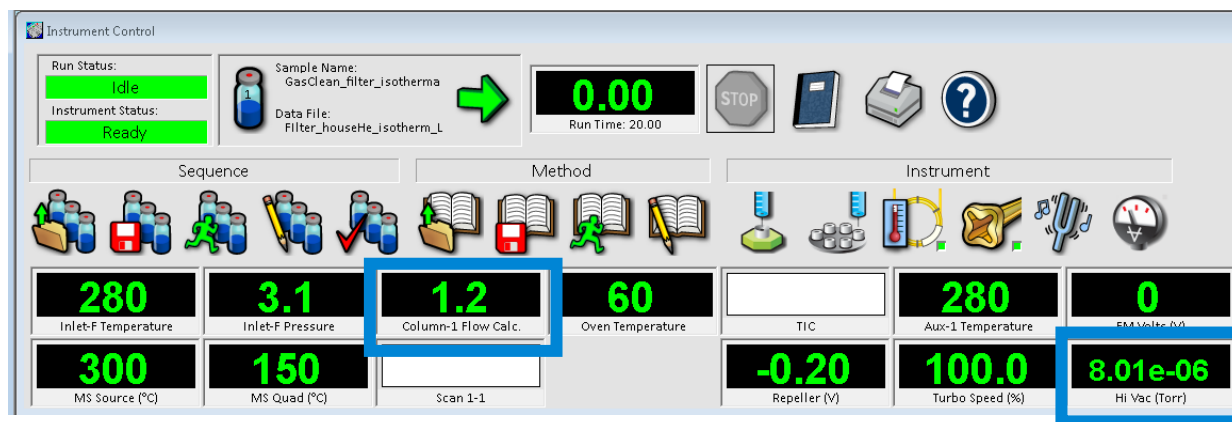 Instrument Control
Run Status:
Idle
Instrument Status:
Ready
1
Sample Name:
GasClean_filter_isotherma
Data File:
FIlter_houseHe_isotherm_L
0.00
Run Time: 20.00
STOP
?
Sequence
Method
Instrument
280
Inlet-F Temperature
3.1
Inlet-F Pressure
1.2
Column-1 Flow Calc.
60
Oven Temperature
TIC
280
Aux-1 Temperature
0
EM Volts (V)
300
MS Source (°C)
150
MS Quad (°C)
Scan 1-1
-0.20
Repeller (V)
100.0
Turbo Speed (%)
8.01e-06
Hi Vac (Torr)